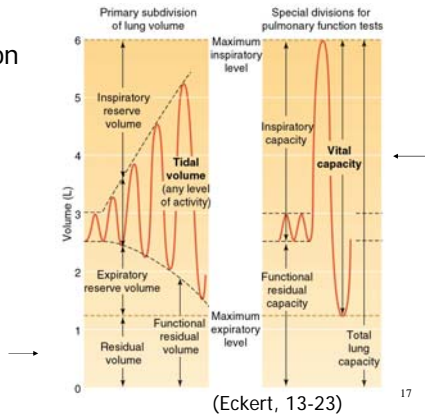 on
Primary subdivision
of lung volume
Special divisions for
pulmonary function tests
6
5
4
3
2
1
0
Volume (L)
Maximum
inspiratory
level
Inspiratory
reserve
volume
Tidal
volume
(any level
of activity)
Expiratory
reserve volume
Residual
volume
Functional
residual
volume
Maximum
expiratory
level
Inspiratory
capacity
Vital
capacity
Functional
residual
capacity
Total
lung
capacity
(Eckert, 13-23)
17